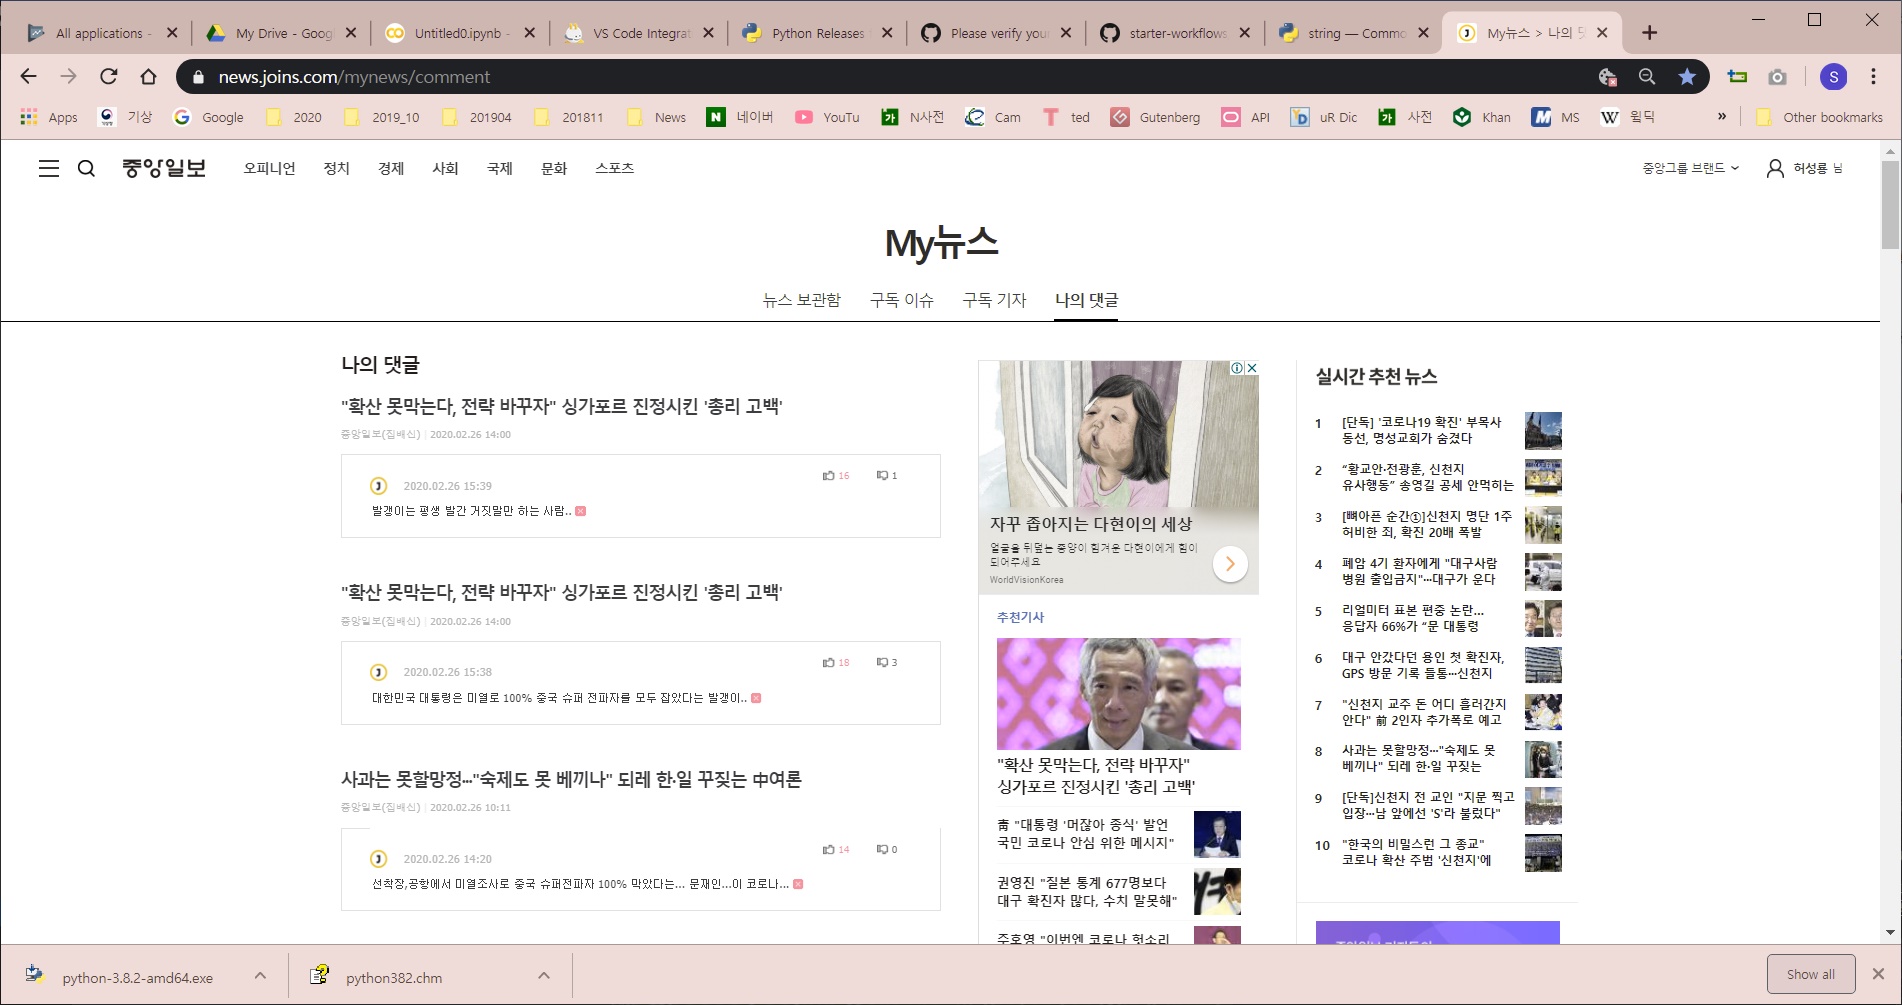 All applications -
My Drive - Goog
Untitled0.ipynb -
VS Code Integrat
Python Releases
Please verify your
starter-workflows
string — Commo
My뉴스 > 나의 댓
news.joins.com/mynews/comment
S
Apps
기상
Google
2020
2019_10
201904
201811
News
네이버
YouTu
N사전
Cam
ted
Gutenberg
API
uR Dic
사전
Khan
MS
윅딕
»
Other bookmarks
중앙일보
오피니언
정치
경제
사회
국제
문화
스포츠
중앙그룹 브랜드
허성룡 님
My뉴스
뉴스 보관함
구독 이슈
구독 기자
나의 댓글
나의 댓글
"확산 못막는다, 전략 바꾸자" 싱가포르 진정시킨 '총리 고백'
중앙일보(집배신) | 2020.02.26 14:00
16
1
2020.02.26 15:39
발갱이는 평생 발간 거짓말만 하는 사람..
"확산 못막는다, 전략 바꾸자" 싱가포르 진정시킨 '총리 고백'
중앙일보(집배신) | 2020.02.26 14:00
18
3
2020.02.26 15:38
대한민국 대통령은 미열로 100% 중국 슈퍼 전파자를 모두 잡았다는 발갱이..
사과는 못할망정···"숙제도 못 베끼나" 되레 한·일 꾸짖는 中여론
중앙일보(집배신) | 2020.02.26 10:11
14
0
2020.02.26 14:20
선착장,공항에서 미열조사로 중국 슈퍼전파자 100% 막았다는... 문재인...이 코로나...
자꾸 좁아지는 다현이의 세상
얼굴을 뒤덮는 종양이 힘겨운 다현이에게 힘이
되어주세요
WorldVisionKorea
추천기사
"확산 못막는다, 전략 바꾸자"
싱가포르 진정시킨 '총리 고백'
靑 "대통령 '머잖아 종식' 발언
국민 코로나 안심 위한 메시지"
권영진 "질본 통계 677명보다
대구 확진자 많다, 수치 말못해"
주호영 "이번엔 코로나 헛소리
실시간 추천 뉴스
1
[단독] '코로나19 확진' 부목사
동선, 명성교회가 숨겼다
2
“황교안·전광훈, 신천지
유사행동” 송영길 공세 안먹히는
3
[뼈아픈 순간①]신천지 명단 1주
허비한 죄, 확진 20배 폭발
4
폐암 4기 환자에게 "대구사람
병원 출입금지"···대구가 운다
5
리얼미터 표본 편중 논란...
응답자 66%가 “문 대통령
6
대구 안갔다던 용인 첫 확진자,
GPS 방문 기록 들통···신천지
7
"신천지 교주 돈 어디 흘러간지
안다" 前 2인자 추가폭로 예고
8
사과는 못할망정···"숙제도 못
베끼나" 되레 한·일 꾸짖는
9
[단독]신천지 전 교인 "지문 찍고
입장···남 앞에선 'S'라 불렀다"
10
"한국의 비밀스런 그 종교"
코로나 확산 주범 '신천지'에
python-3.8.2-amd64.exe
python382.chm
Show all